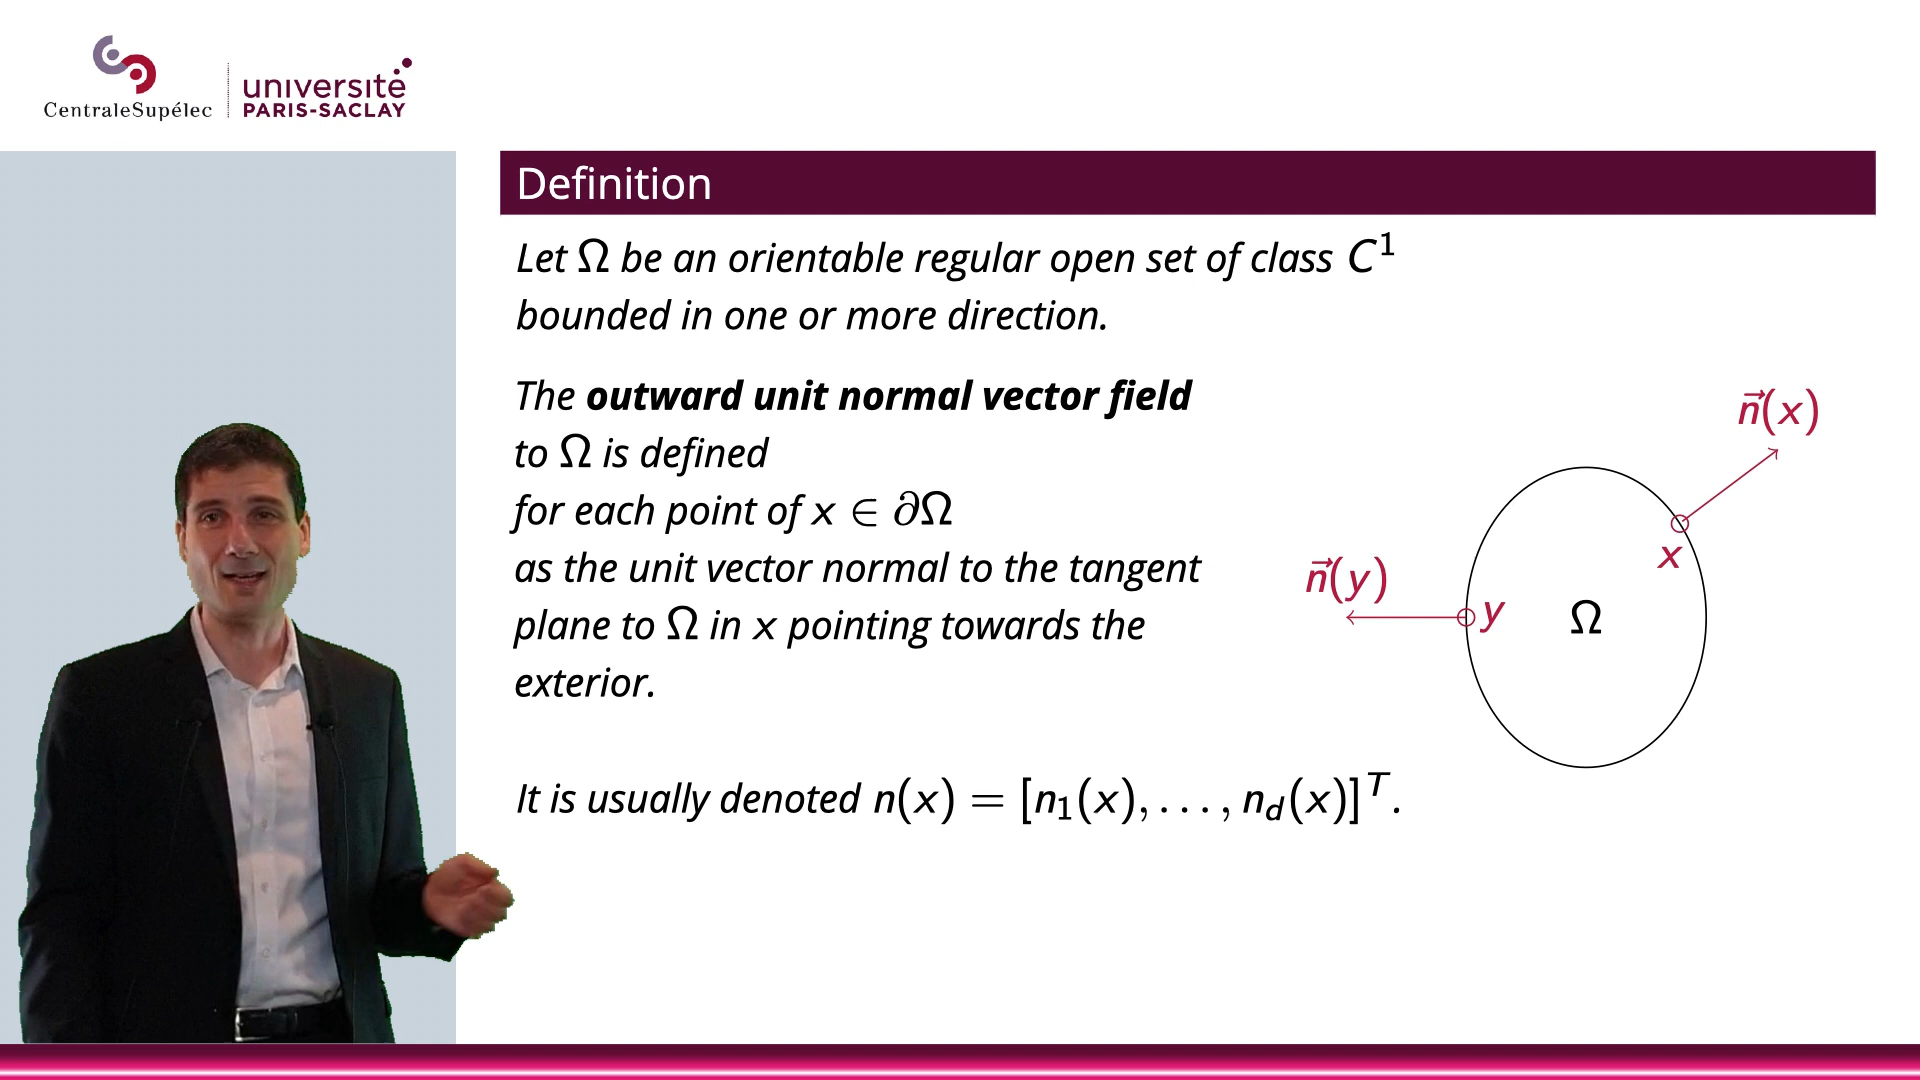 CentraleSupélec
université
PARIS-SACLAY
Definition
Let Ω be an orientable regular open set of class C¹
bounded in one or more direction.
The outward unit normal vector field
to Ω is defined
for each point of x ∈ ∂Ω
as the unit vector normal to the tangent
plane to Ω in x pointing towards the
exterior.
n⃗(x)
x
n⃗(y)
y
Ω
It is usually denoted n(x) = [n₁(x), . . . , n_d(x)]ᵀ.